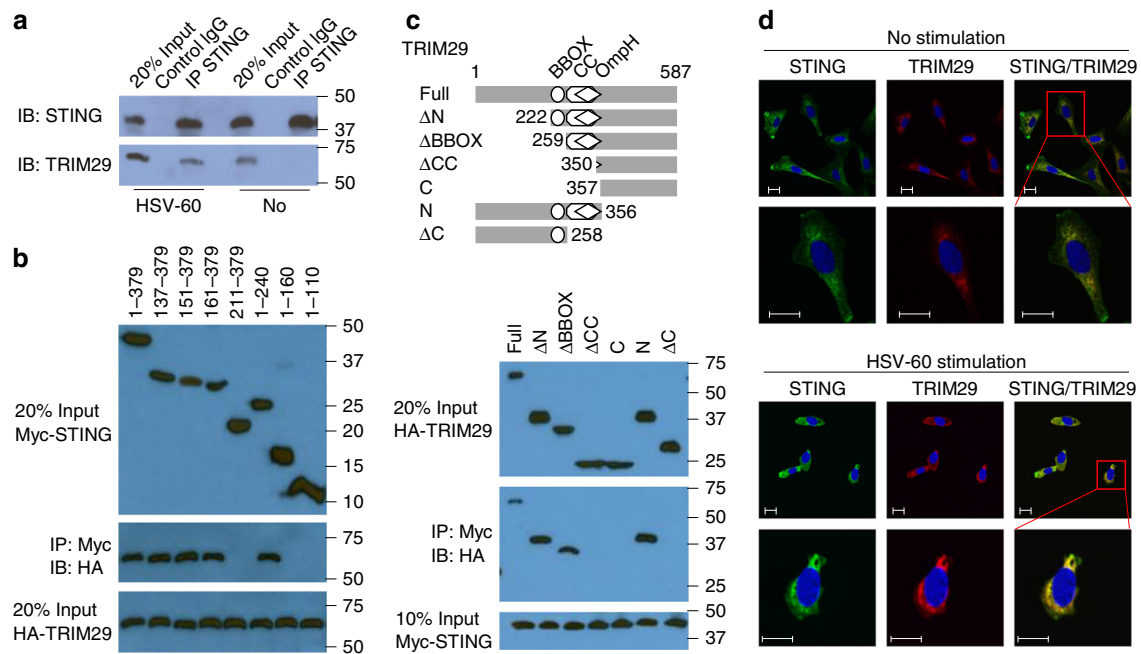 a
20% Input
Control IgG
IP STING
20% Input
Control IgG
IP STING
IB: STING
50
37
IB: TRIM29
75
50
HSV-60
No
b
1–379
137–379
151–379
161–379
211–379
1–240
1–160
1–110
20% Input
Myc-STING
50
37
25
20
15
10
IP: Myc
IB: HA
75
50
20% Input
HA-TRIM29
75
50
c
TRIM29
BBOX
CC
OmpH
1
587
Full
ΔN
222
ΔBBOX
259
ΔCC
350
C
357
N
356
ΔC
258
Full
ΔN
ΔBBOX
ΔCC
C
N
ΔC
20% Input
HA-TRIM29
75
50
37
25
IP: Myc
IB: HA
75
50
37
25
10% Input
Myc-STING
50
37
d
No stimulation
STING
TRIM29
STING/TRIM29
HSV-60 stimulation
STING
TRIM29
STING/TRIM29